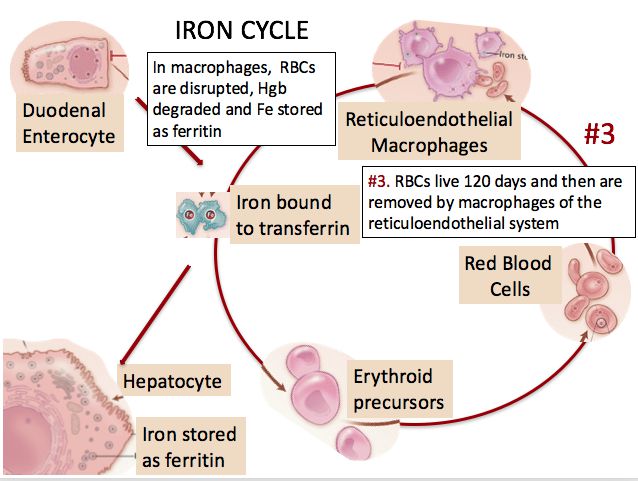 IRON CYCLE
In macrophages, RBCs
are disrupted, Hgb
degraded and Fe stored
as ferritin
Duodenal
Enterocyte
Reticuloendothelial
Macrophages
#3
#3. RBCs live 120 days and then are
removed by macrophages of the
reticuloendothelial system
Fe Fe
Iron bound
to transferrin
Red Blood
Cells
Hepatocyte
Erythroid
precursors
Iron stored
as ferritin